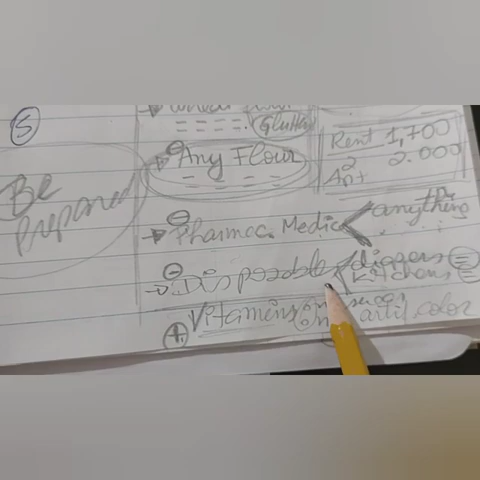 5
Gluten
Any Flour
Rent 1,700
2 2.000
Apt
Be
prepared
Pharmac. Medic
anything
Disposable
diapers
kitchens
Vitamins
artif. color